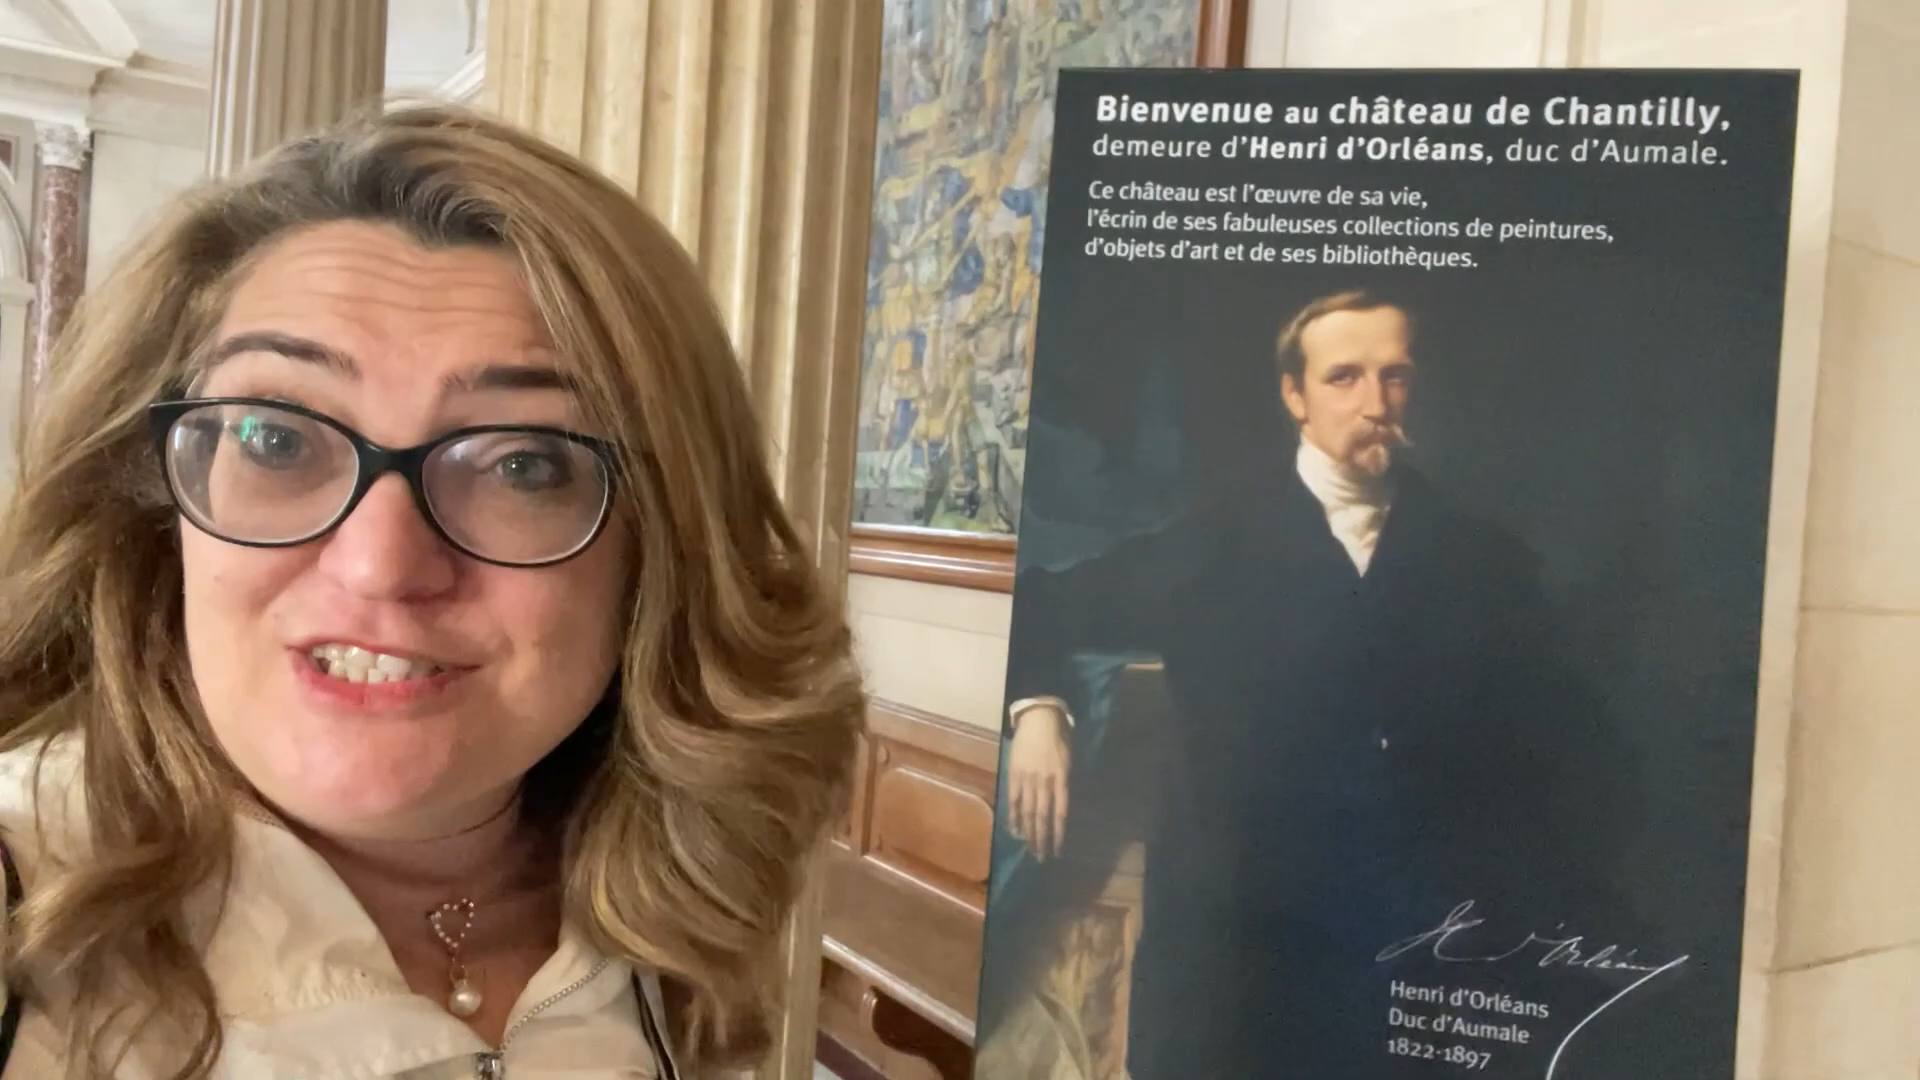 Bienvenue au château de Chantilly,
demeure d'Henri d'Orléans, duc d'Aumale.
Ce château est l'œuvre de sa vie,
l'écrin de ses fabuleuses collections de peintures,
d'objets d'art et de ses bibliothèques.
H d'Orléans
Henri d'Orléans
Duc d'Aumale
1822-1897